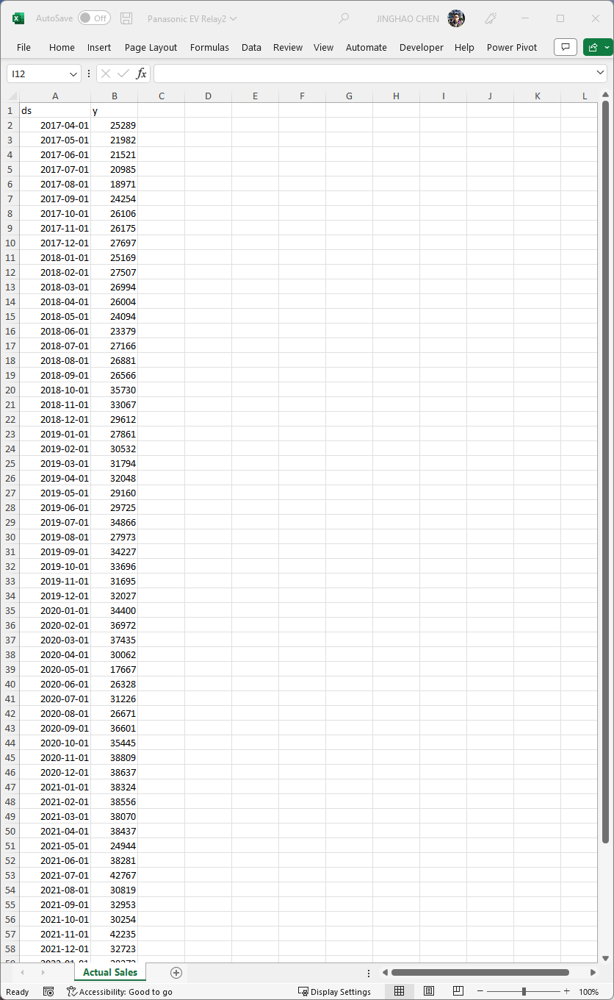 AutoSave Off Panasonic EV Relay2 JINGHAO CHEN
File Home Insert Page Layout Formulas Data Review View Automate Developer Help Power Pivot
I12 fx
A B C D E F G H I J K L
1 ds y
2 2017-04-01 25289
3 2017-05-01 21982
4 2017-06-01 21521
5 2017-07-01 20985
6 2017-08-01 18971
7 2017-09-01 24254
8 2017-10-01 26106
9 2017-11-01 26175
10 2017-12-01 27697
11 2018-01-01 25169
12 2018-02-01 27507
13 2018-03-01 26994
14 2018-04-01 26004
15 2018-05-01 24094
16 2018-06-01 23379
17 2018-07-01 27166
18 2018-08-01 26881
19 2018-09-01 26566
20 2018-10-01 35730
21 2018-11-01 33067
22 2018-12-01 29612
23 2019-01-01 27861
24 2019-02-01 30532
25 2019-03-01 31794
26 2019-04-01 32048
27 2019-05-01 29160
28 2019-06-01 29725
29 2019-07-01 34866
30 2019-08-01 27973
31 2019-09-01 34227
32 2019-10-01 33696
33 2019-11-01 31695
34 2019-12-01 32027
35 2020-01-01 34400
36 2020-02-01 36972
37 2020-03-01 37435
38 2020-04-01 30062
39 2020-05-01 17667
40 2020-06-01 26328
41 2020-07-01 31226
42 2020-08-01 26671
43 2020-09-01 36601
44 2020-10-01 35445
45 2020-11-01 38809
46 2020-12-01 38637
47 2021-01-01 38324
48 2021-02-01 38556
49 2021-03-01 38070
50 2021-04-01 38437
51 2021-05-01 24944
52 2021-06-01 38281
53 2021-07-01 42767
54 2021-08-01 30819
55 2021-09-01 32953
56 2021-10-01 30254
57 2021-11-01 42235
58 2021-12-01 32723
Actual Sales
Ready Accessibility: Good to go Display Settings 100%